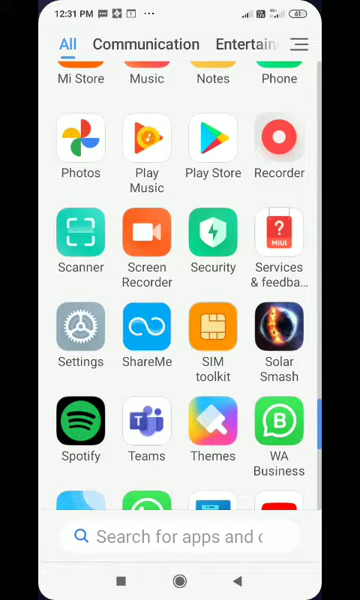 12:31 PM
61
All Communication Entertain
Mi Store Music Notes Phone
Photos Play Music Play Store Recorder
Scanner Screen Recorder Security Services & feedba...
?
MIUI
Settings ShareMe SIM toolkit Solar Smash
T
B
Spotify Teams Themes WA Business
Search for apps and c